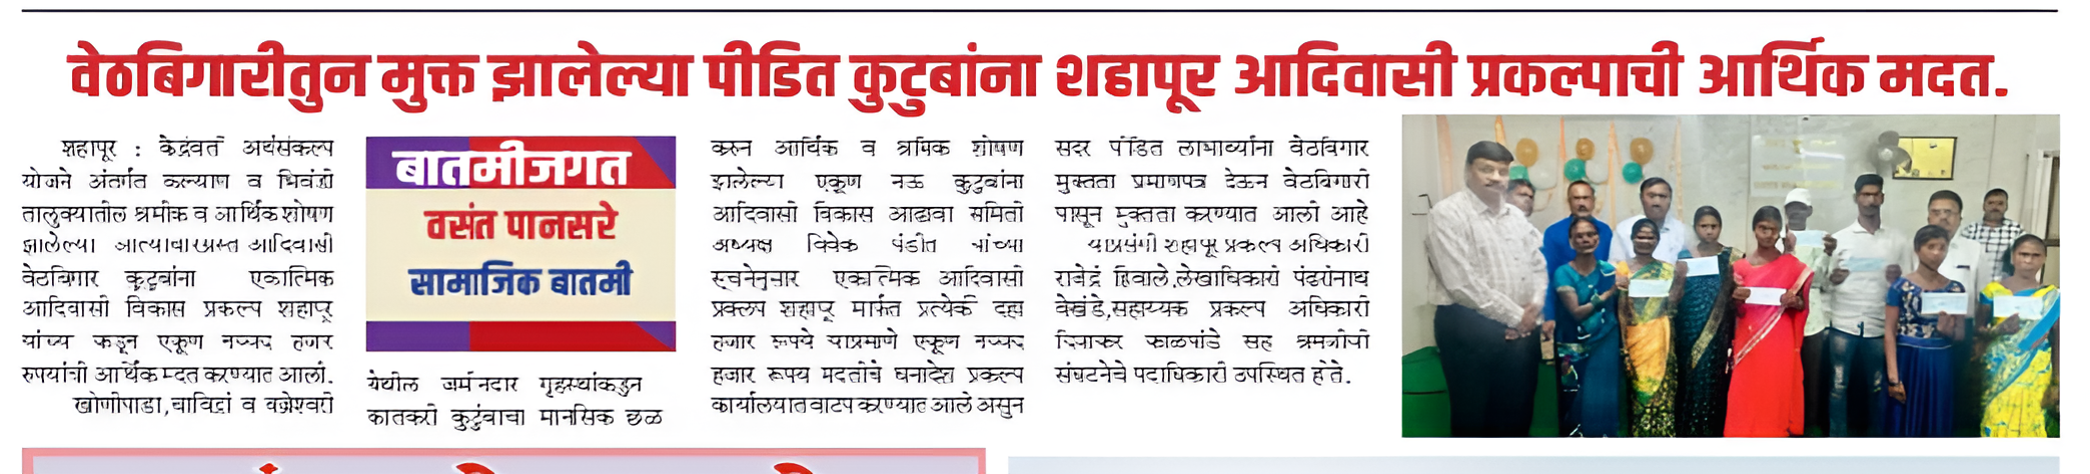 वेठबिगारीतुन मुक्त झालेल्या पीडित कुटुबांना शहापूर आदिवासी प्रकल्पाची आर्थिक मदत.
शहापूर : केंद्रवर्ती अर्थसंकल्प
योजने अंतर्गत कल्याण व भिवंडी
तालुक्यातील श्रमीक व आर्थिक शोषण
झालेल्या आदिवासी
वेठबिगार कुटुबांना एकात्मिक
आदिवासी विकास प्रकल्प शहापूर
यांच्य कडून एकूण नव्वद हजार
रुपयांची आर्थिक मदत करण्यात आली.
खोणीपाडा, व वज्रेश्वरी
बातमीजगत
वसंत पानसरे
सामाजिक बातमी
येथील जमिनदार गृहस्थांकडुन
कातकरी कुटुंबाचा मानसिक छळ
करुन आर्थिक व श्रमिक शोषण
झालेल्या एकूण नऊ कुटुबांना
आदिवासी विकास आढावा समिती
अध्यक्ष विवेक पंडीत यांच्या
एकात्मिक आदिवासी
प्रकल्प शहापूर मार्फत प्रत्येकी दहा
हजार रूपये याप्रमाणे एकूण नव्वद
हजार रूपय मदतीचे धनादेश प्रकल्प
कार्यालयात वाटप करण्यात आले असुन
सदर पीडित लाभार्थ्यांना वेठबिगार
मुक्तता प्रमाणपत्र देऊन वेठबिगारी
पासून मुक्तता करण्यात आली आहे
याप्रसंगी शहापूर प्रकल्प अधिकारी
राजेंद्र हिवाळे,लेखाधिकारी पंढरीनाथ
वेखंडे,सहाय्यक प्रकल्प अधिकारी
दिवाकर काळपांडे सह श्रमजीवी
संघटनेचे पदाधिकारी उपस्थित होते.